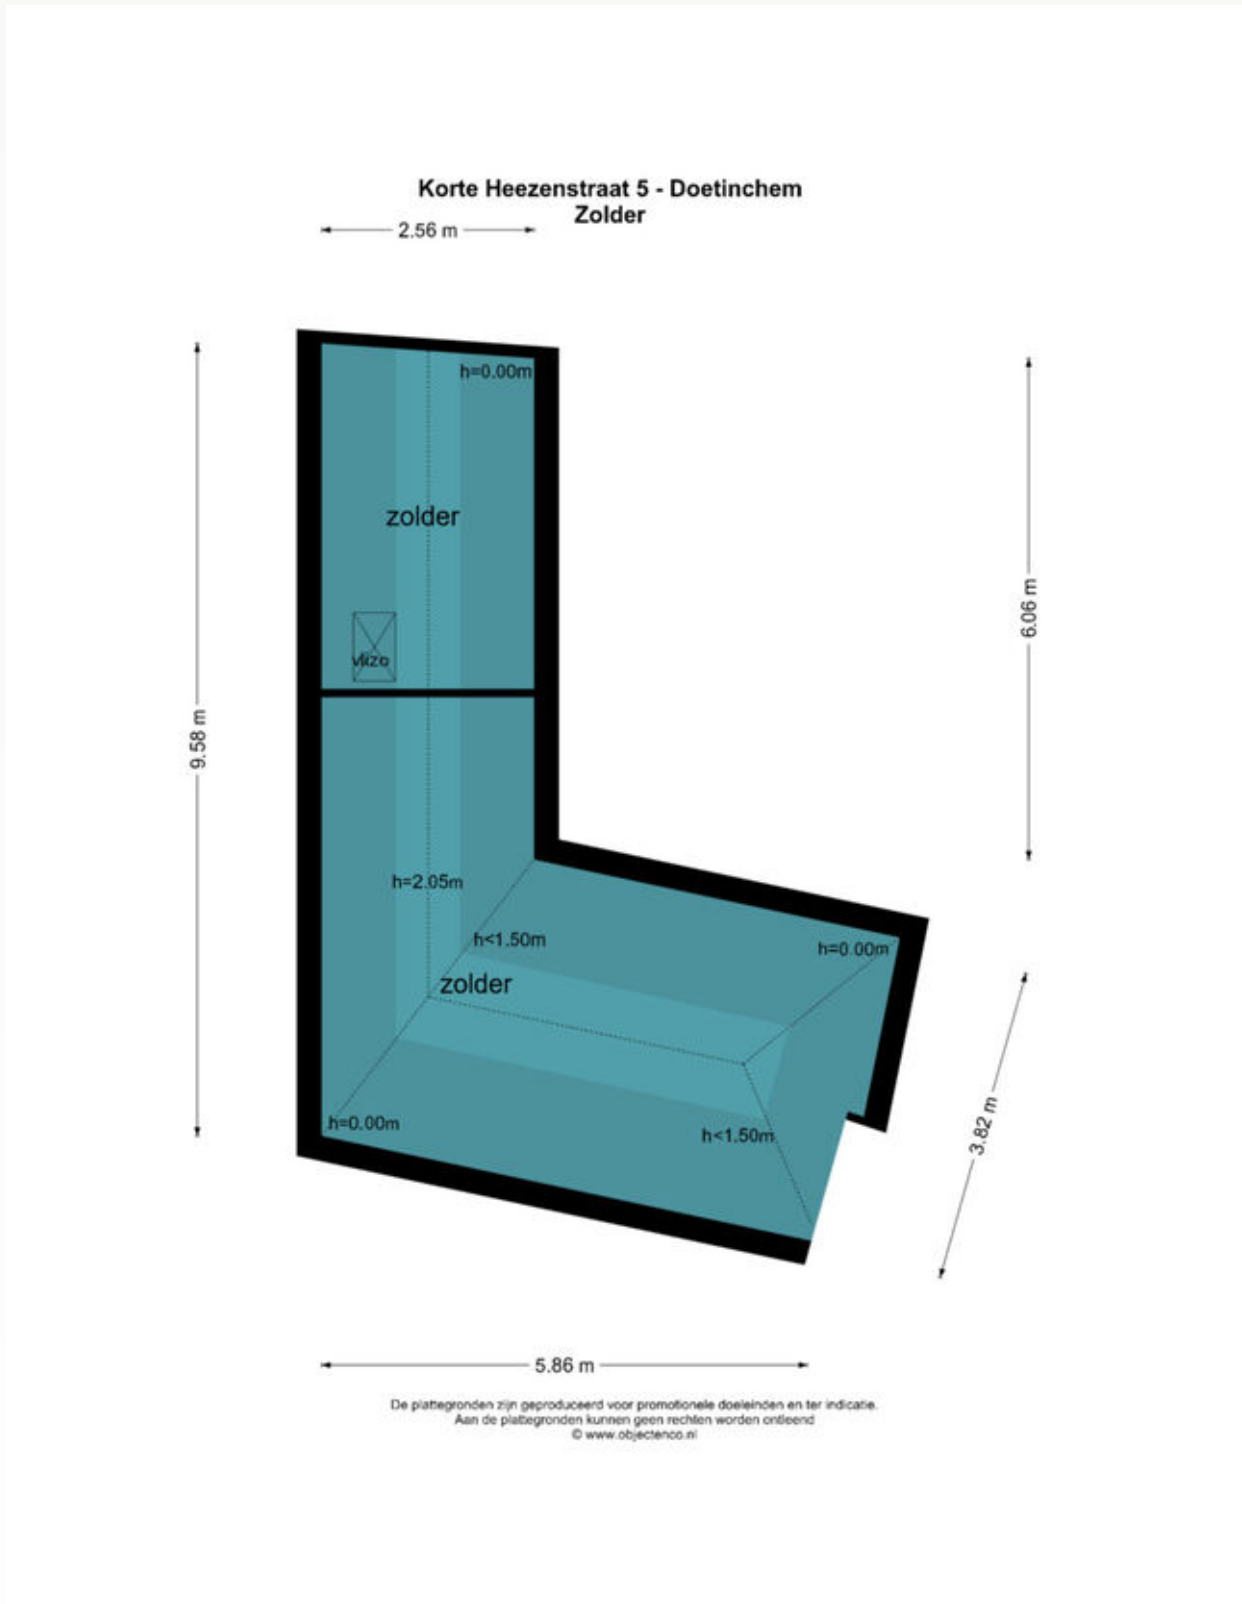 Korte Heezenstraat 5 - Doetinchem
Zolder
2.56 m
h=0.00m
zolder
6.06 m
vlizo
9.58 m
h=2.05m
h<1.50m
h=0.00m
zolder
h=0.00m
h<1.50m
3.82 m
5.86 m
De plattegronden zijn geproduceerd voor promotionele doeleinden en ter indicatie.
Aan de plattegronden kunnen geen rechten worden ontleend
© www.objectenco.nl